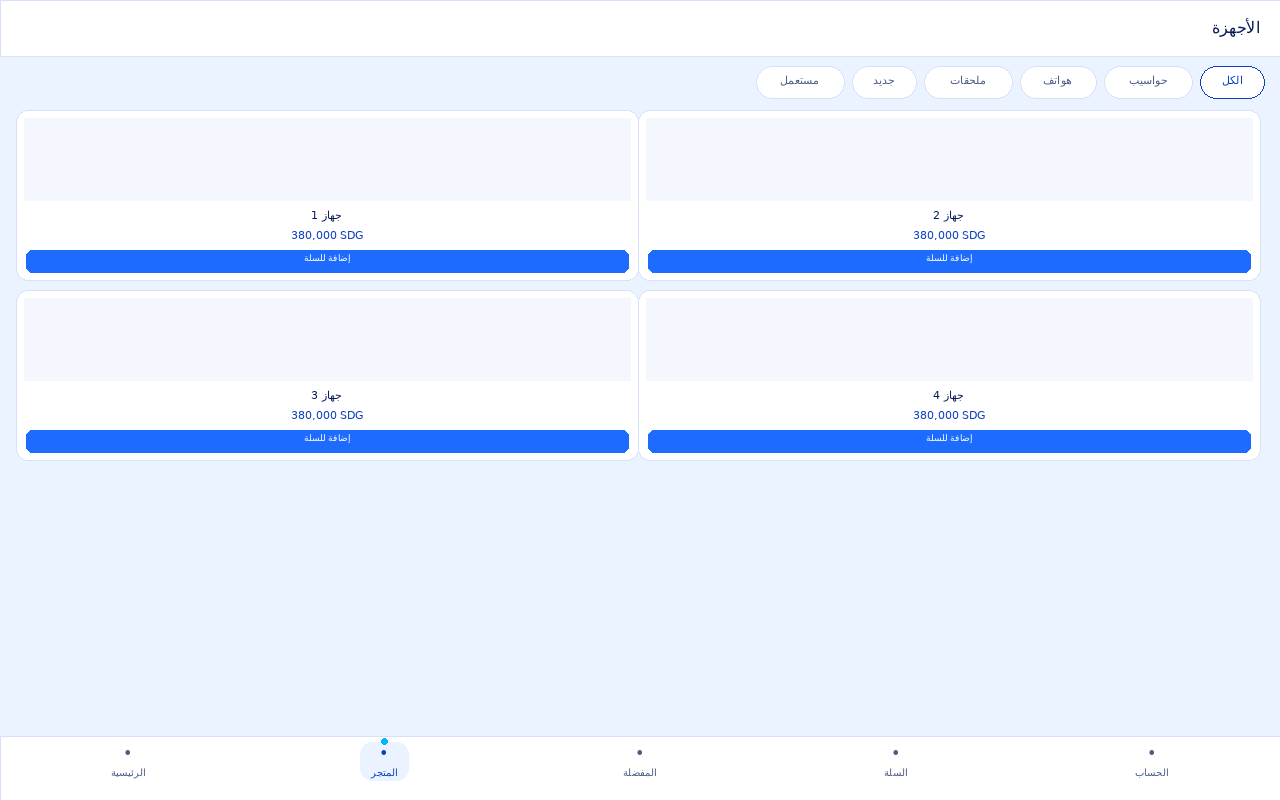 الأجهزة
الكل
حواسيب
هواتف
ملحقات
جديد
مستعمل
جهاز 2
380,000 SDG
إضافة للسلة
جهاز 1
380,000 SDG
إضافة للسلة
جهاز 4
380,000 SDG
إضافة للسلة
جهاز 3
380,000 SDG
إضافة للسلة
الحساب
السلة
المفضلة
المتجر
الرئيسية